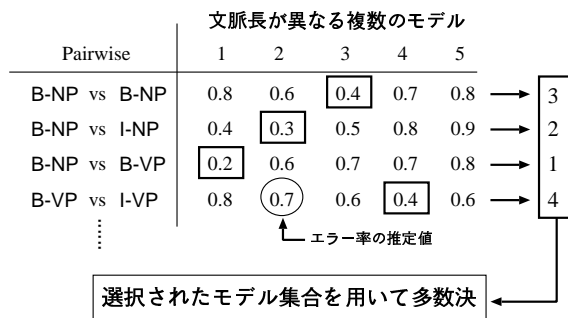 文脈長が異なる複数のモデル
Pairwise 1 2 3 4 5
B-NP vs B-NP 0.8 0.6 0.4 0.7 0.8 3
B-NP vs I-NP 0.4 0.3 0.5 0.8 0.9 2
B-NP vs B-VP 0.2 0.6 0.7 0.7 0.8 1
B-VP vs I-VP 0.8 0.7 0.6 0.4 0.6 4
エラー率の推定値
選択されたモデル集合を用いて多数決